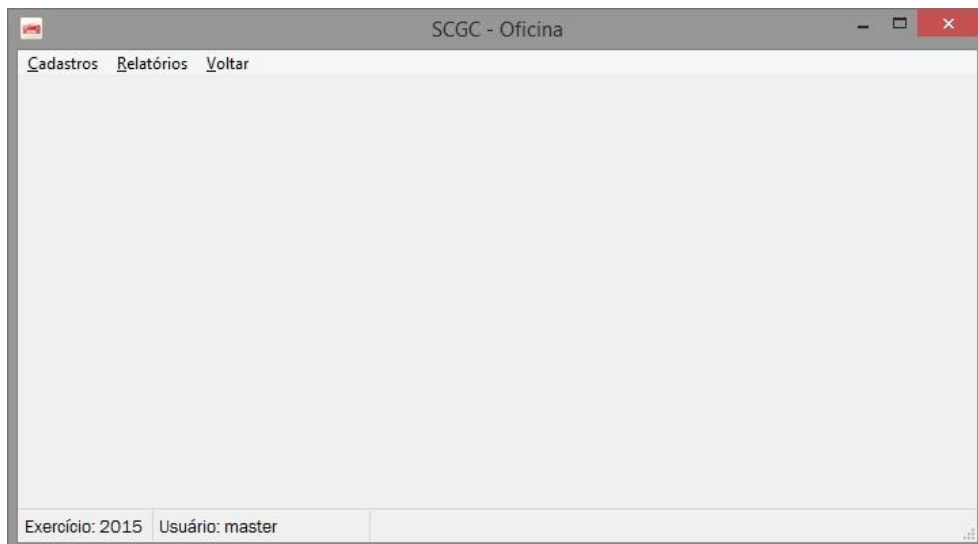 SCGC - Oficina
Cadastros Relatórios Voltar
Exercício: 2015 Usuário: master